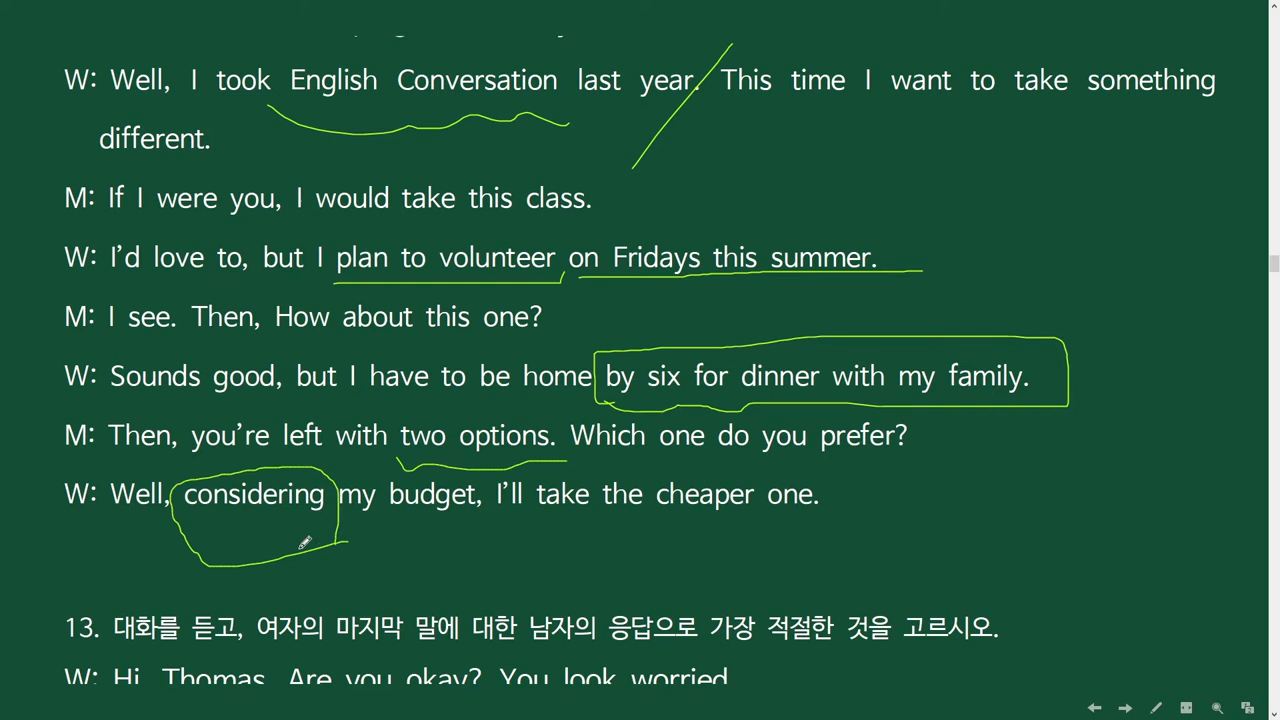 W: Well, I took English Conversation last year. This time I want to take something
different.
M: If I were you, I would take this class.
W: I'd love to, but I plan to volunteer on Fridays this summer.
M: I see. Then, How about this one?
W: Sounds good, but I have to be home by six for dinner with my family.
M: Then, you're left with two options. Which one do you prefer?
W: Well, considering my budget, I'll take the cheaper one.
13. 대화를 듣고, 여자의 마지막 말에 대한 남자의 응답으로 가장 적절한 것을 고르시오.
W: Hi, Thomas. Are you okay? You look worried.